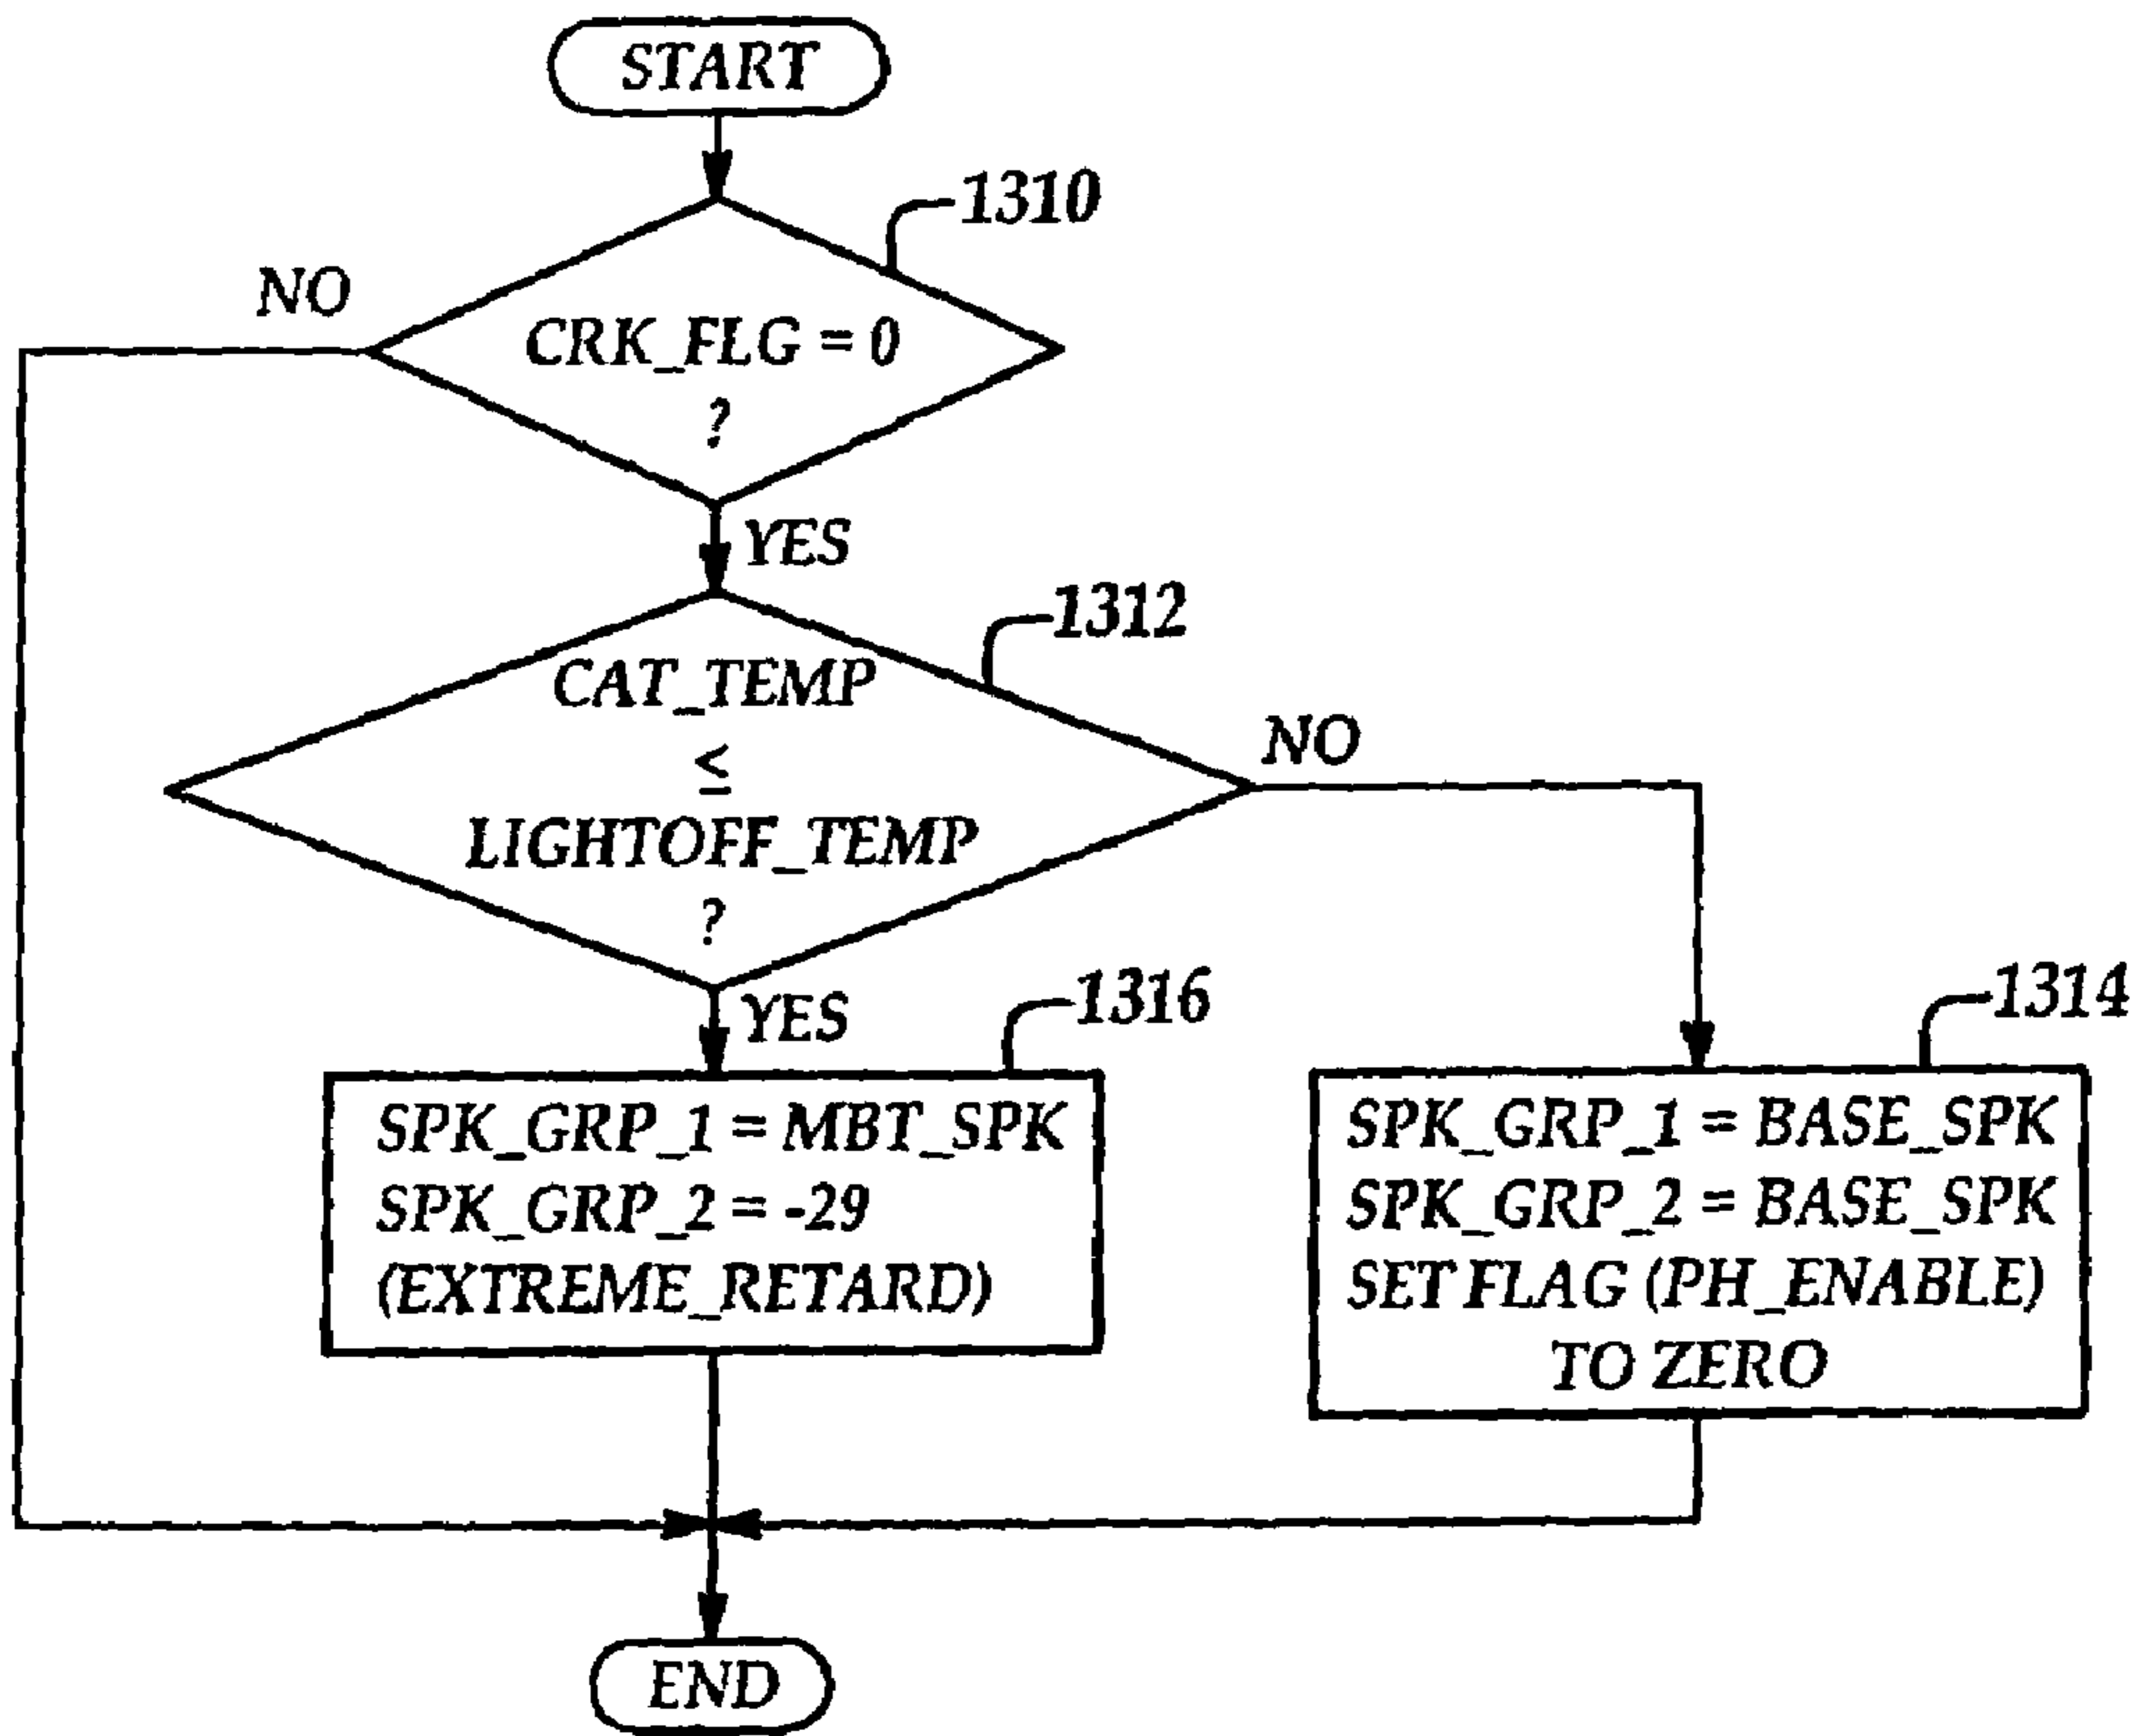 START
1310
NO
CRK_FLG = 0
?
YES
1312
CAT_TEMP
≤
LIGHTOFF_TEMP
?
NO
YES
1316
1314
SPK_GRP_1 = MBT_SPK
SPK_GRP_2 = -29
(EXTREME_RETARD)
SPK_GRP_1 = BASE_SPK
SPK_GRP_2 = BASE_SPK
SET FLAG (PH_ENABLE)
TO ZERO
END